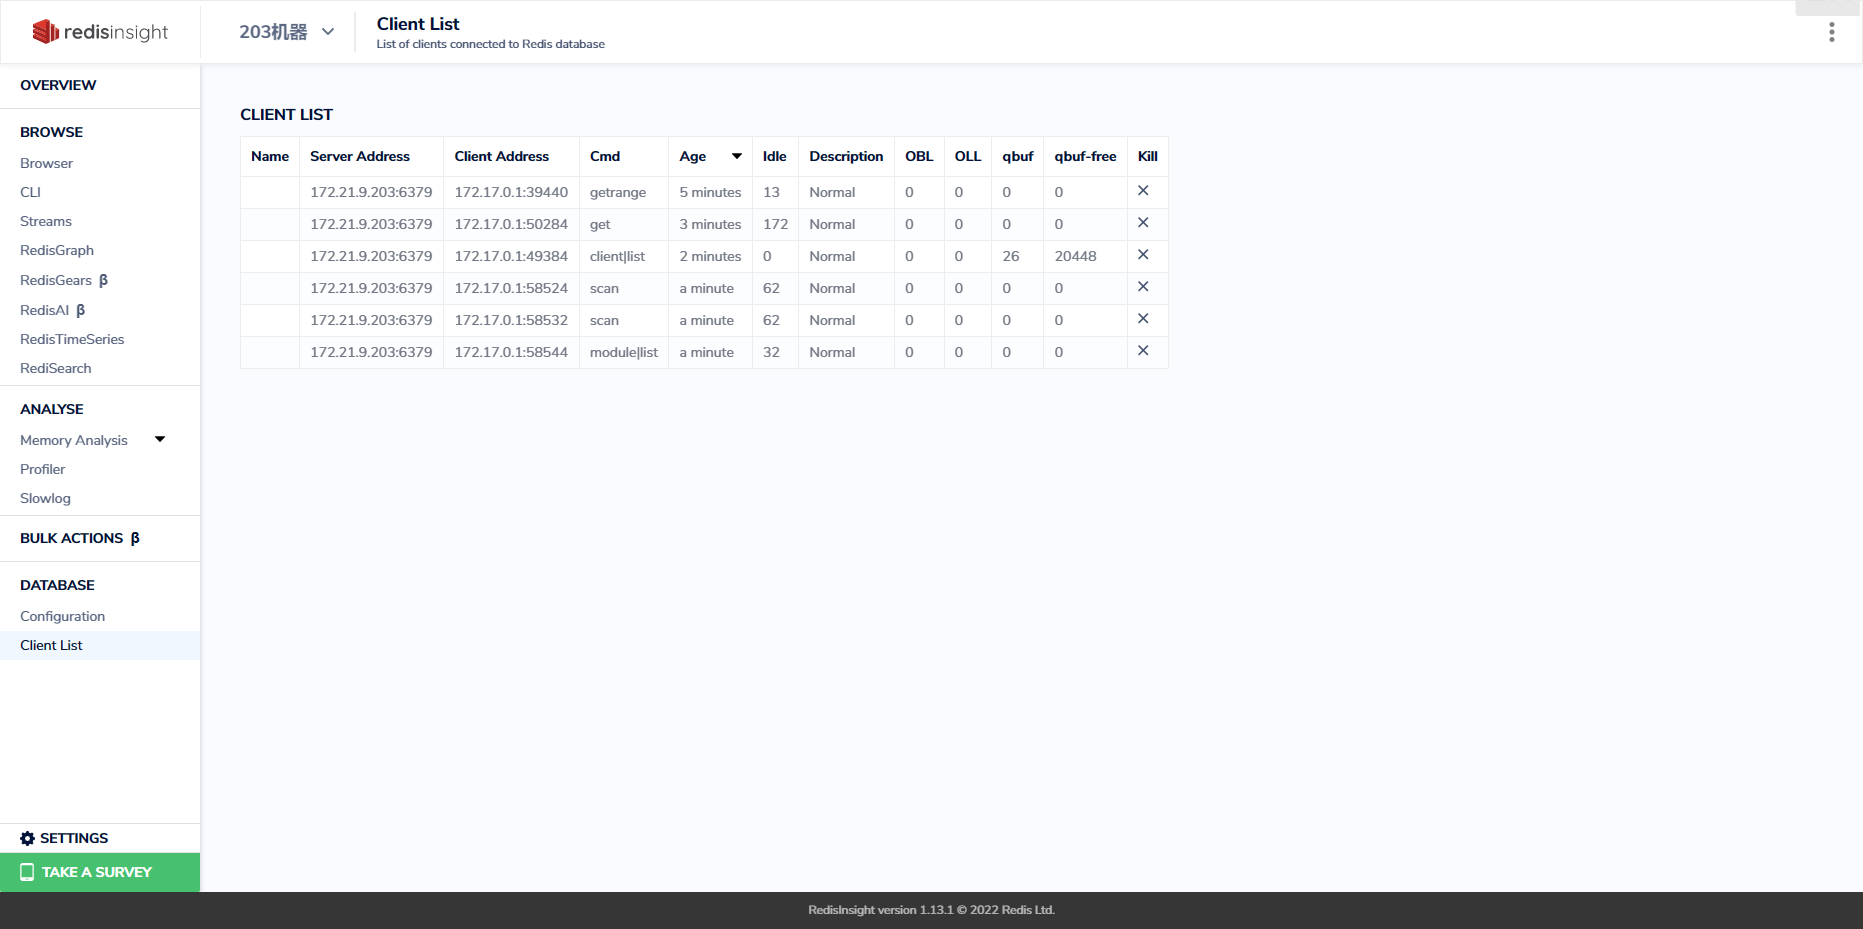 redisinsight
203机器
Client List
List of clients connected to Redis database
OVERVIEW
BROWSE
Browser
CLI
Streams
RedisGraph
RedisGears β
RedisAI β
RedisTimeSeries
RediSearch
ANALYSE
Memory Analysis
Profiler
Slowlog
BULK ACTIONS β
DATABASE
Configuration
Client List
SETTINGS
TAKE A SURVEY
CLIENT LIST
Name Server Address Client Address Cmd Age Idle Description OBL OLL qbuf qbuf-free Kill
172.21.9.203:6379 172.17.0.1:39440 getrange 5 minutes 13 Normal 0 0 0 0
172.21.9.203:6379 172.17.0.1:50284 get 3 minutes 172 Normal 0 0 0 0
172.21.9.203:6379 172.17.0.1:49384 client|list 2 minutes 0 Normal 0 0 26 20448
172.21.9.203:6379 172.17.0.1:58524 scan a minute 62 Normal 0 0 0 0
172.21.9.203:6379 172.17.0.1:58532 scan a minute 62 Normal 0 0 0 0
172.21.9.203:6379 172.17.0.1:58544 module|list a minute 32 Normal 0 0 0 0
RedisInsight version 1.13.1 © 2022 Redis Ltd.